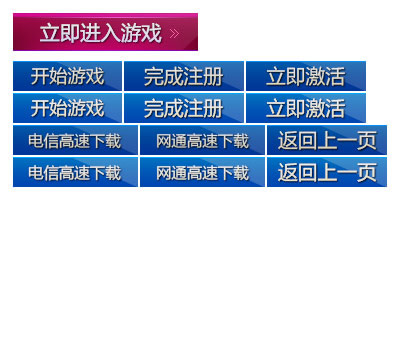 立即进入游戏 »
开始游戏 完成注册 立即激活
开始游戏 完成注册 立即激活
电信高速下载 网通高速下载 返回上一页
电信高速下载 网通高速下载 返回上一页